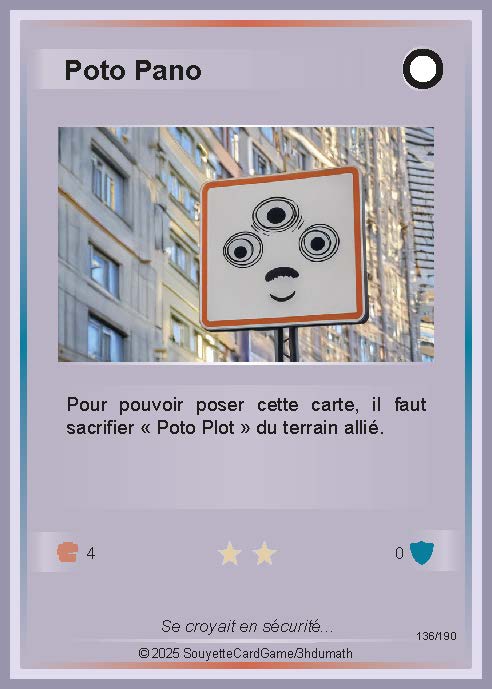 Poto Pano
Pour pouvoir poser cette carte, il faut
sacrifier « Poto Plot » du terrain allié.
4
0
Se croyait en sécurité...
136/190
© 2025 SouyetteCardGame/3hdumath